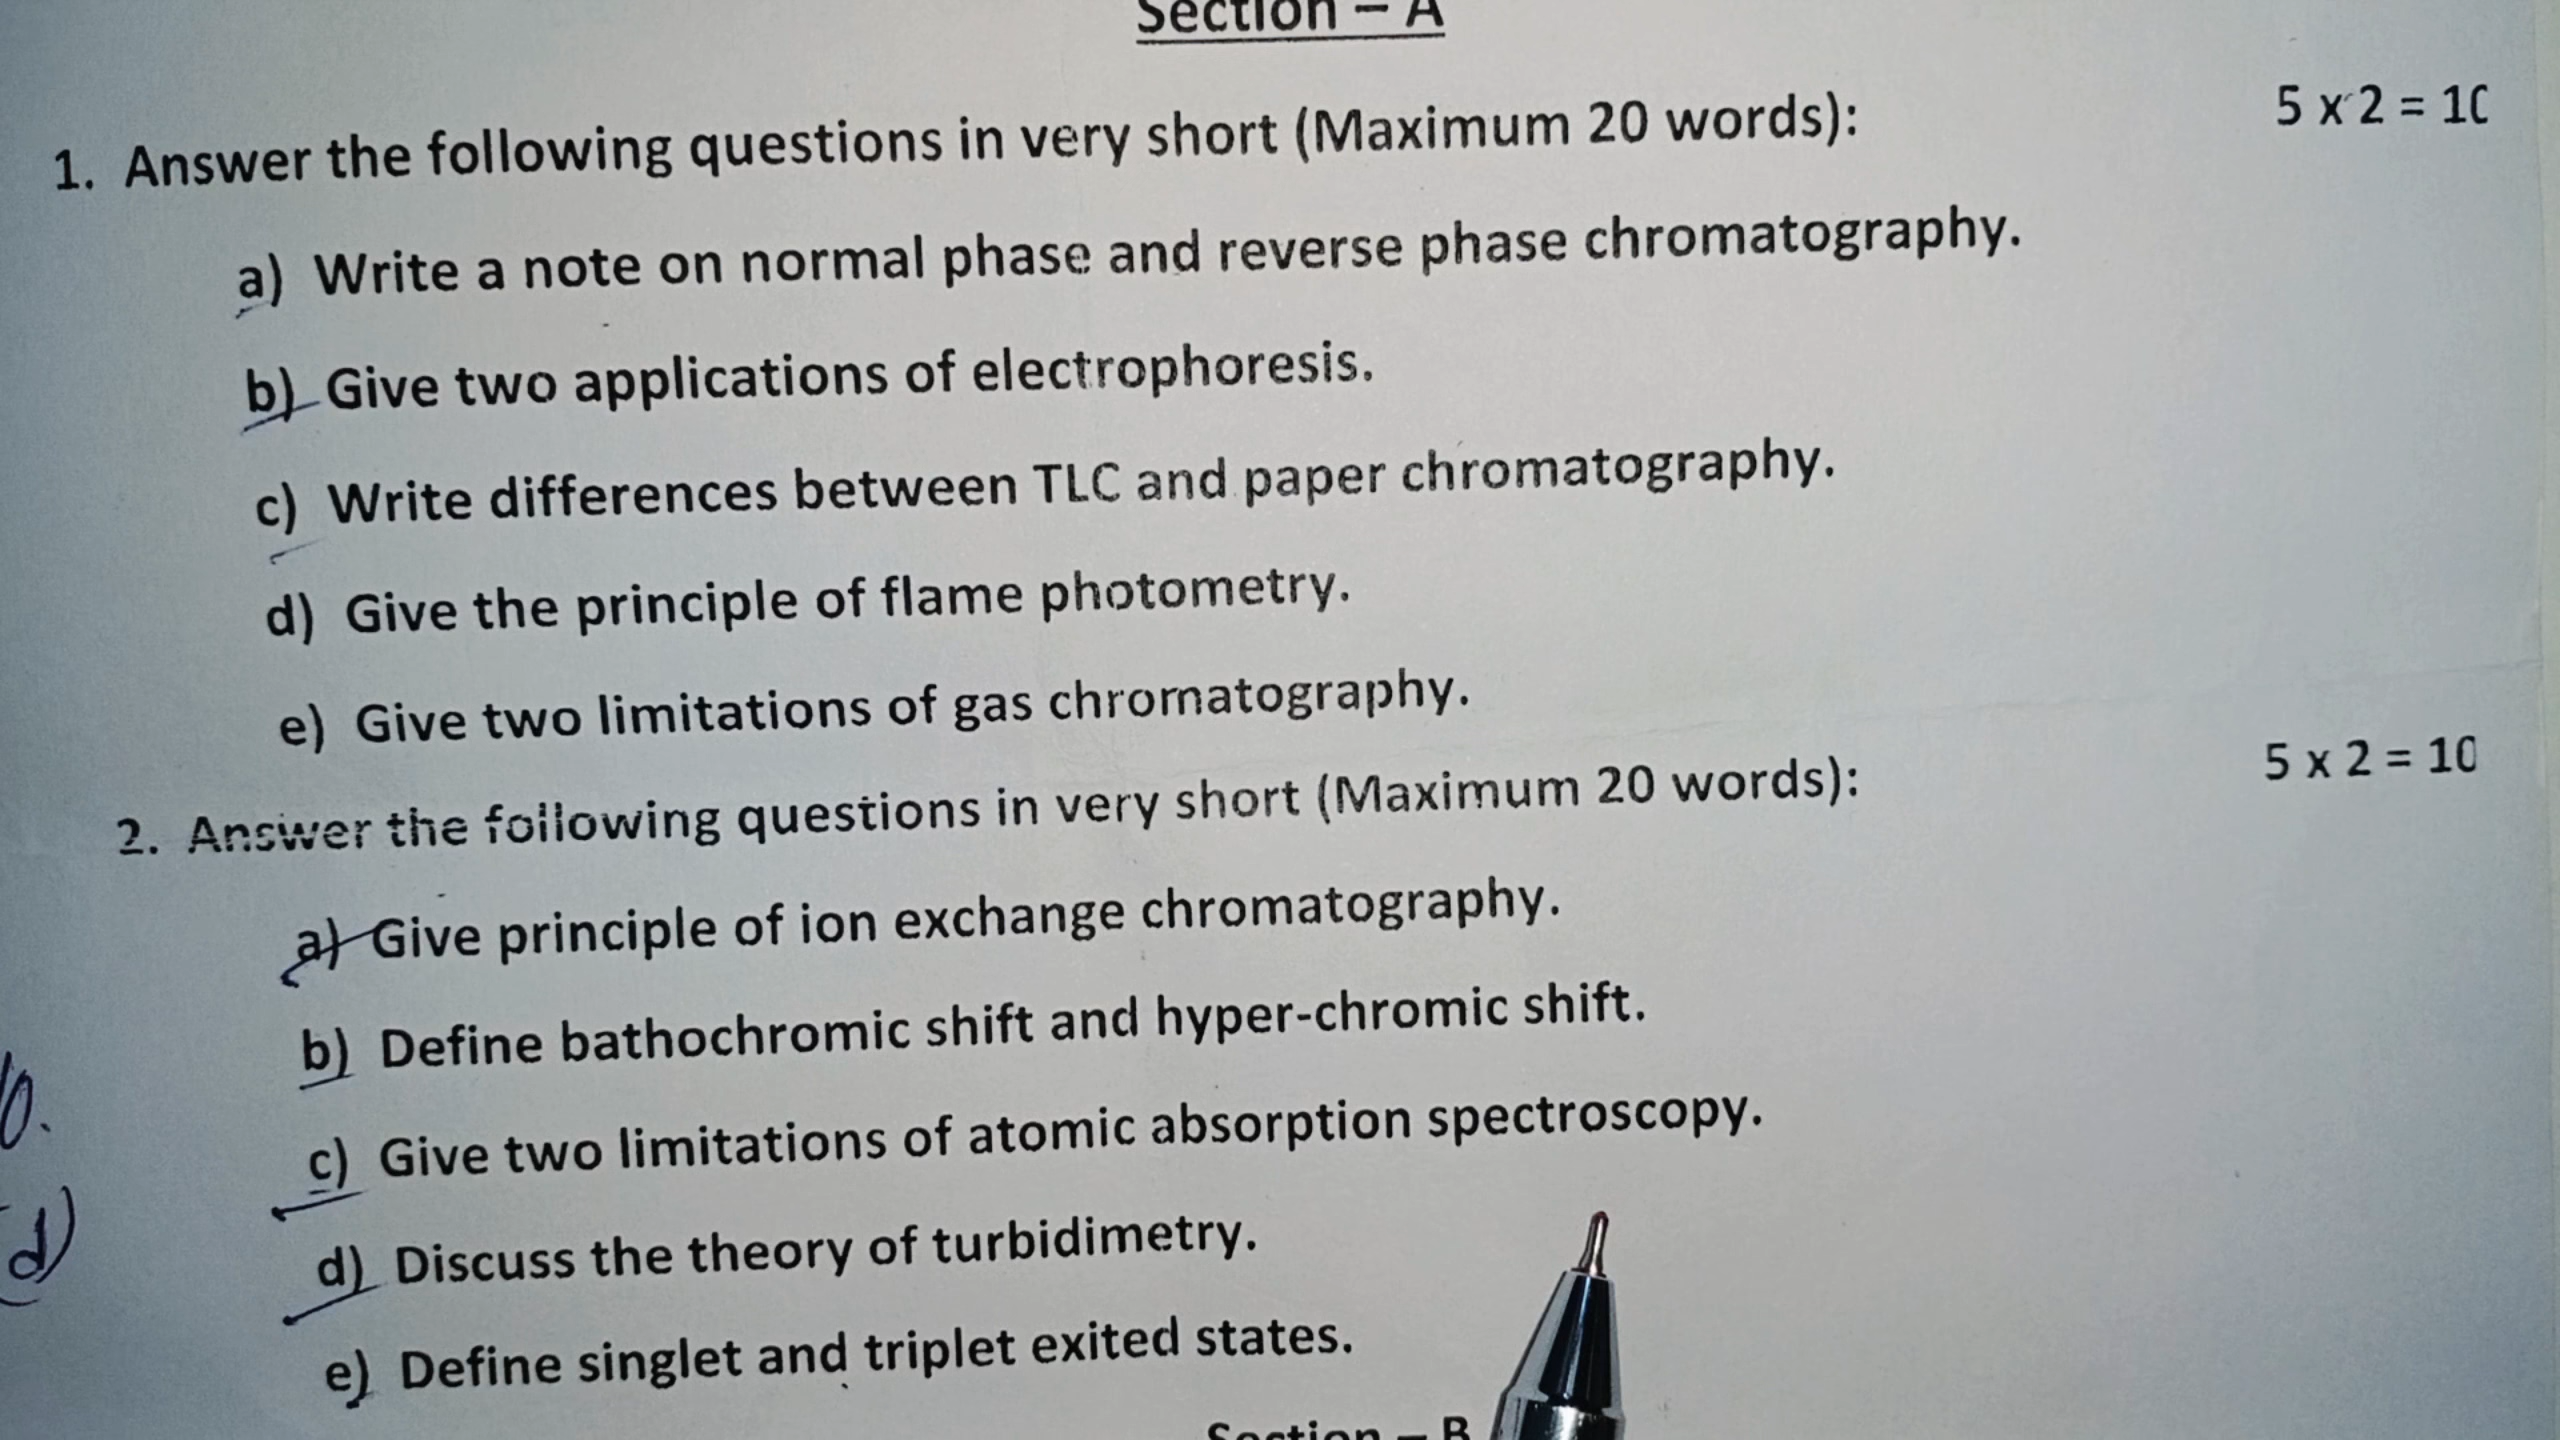 Section – A
1. Answer the following questions in very short (Maximum 20 words): 5 x 2 = 10
a) Write a note on normal phase and reverse phase chromatography.
b) Give two applications of electrophoresis.
c) Write differences between TLC and paper chromatography.
d) Give the principle of flame photometry.
e) Give two limitations of gas chromatography.
2. Answer the following questions in very short (Maximum 20 words): 5 x 2 = 10
a) Give principle of ion exchange chromatography.
b) Define bathochromic shift and hyper-chromic shift.
c) Give two limitations of atomic absorption spectroscopy.
d) Discuss the theory of turbidimetry.
d)
e) Define singlet and triplet exited states.
Section – B